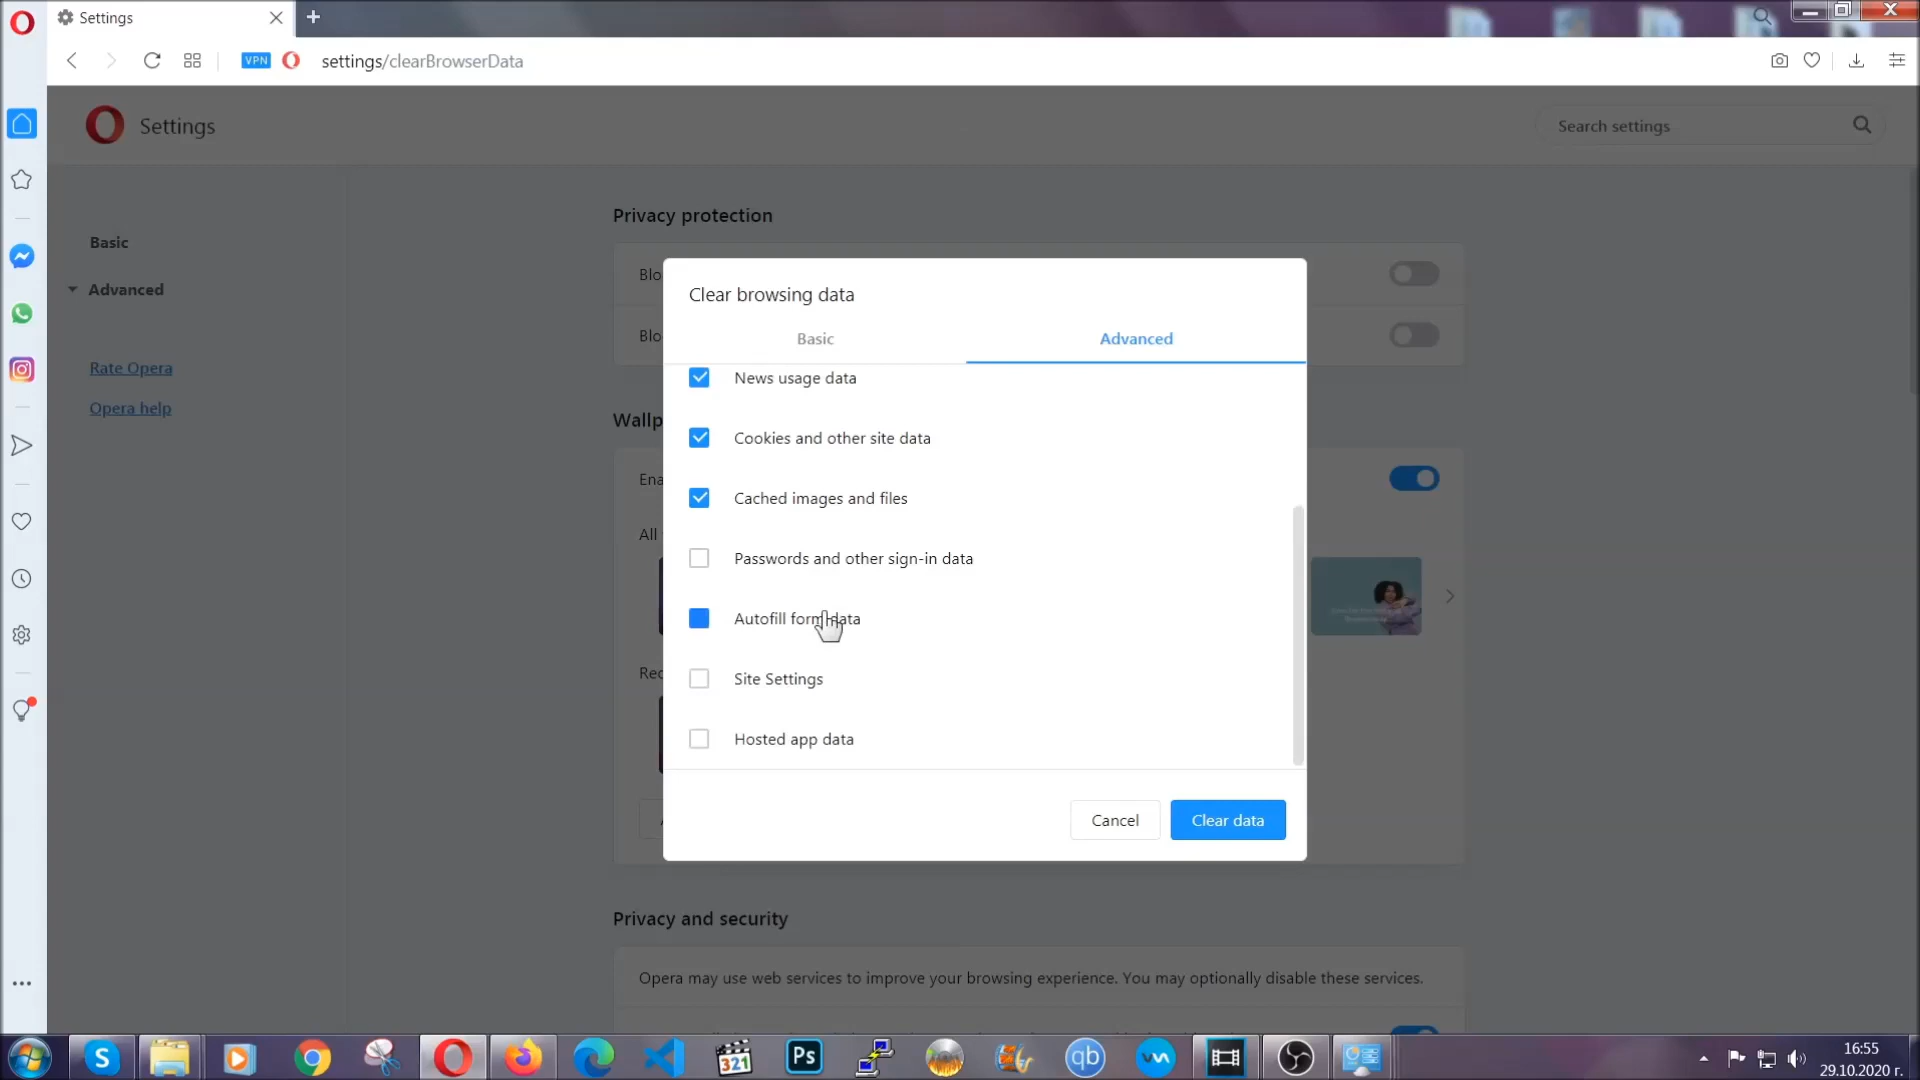 Settings
VPN
settings/clearBrowserData
Settings
Search settings
Basic
Advanced
Rate Opera
Opera help
Privacy protection
Blo
Blo
Wallp
Ena
All
Rec
Clear browsing data
Basic
Advanced
News usage data
Cookies and other site data
Cached images and files
Passwords and other sign-in data
Autofill form data
Site Settings
Hosted app data
Cancel
Clear data
Privacy and security
Opera may use web services to improve your browsing experience. You may optionally disable these services.
S
321
Ps
qb
16:55
29.10.2020 г.